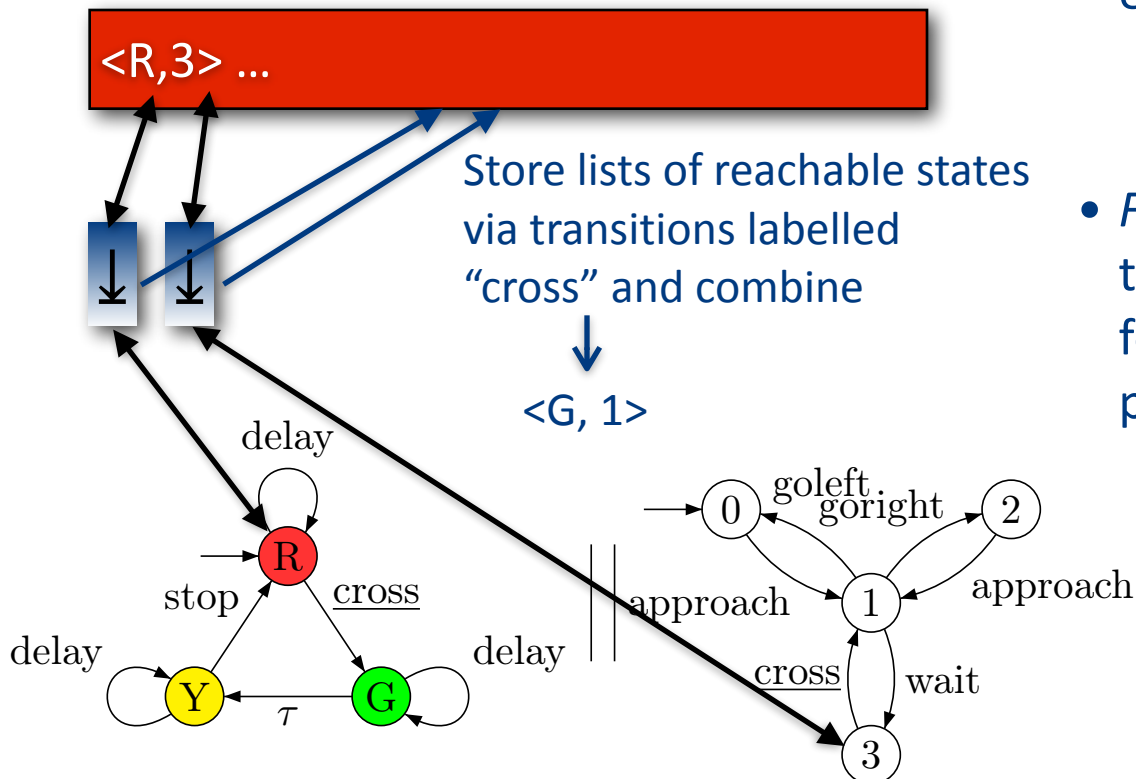 <R,3> ...
Store lists of reachable states
via transitions labelled
“cross” and combine
↓ ↓
<G, 1>
delay
R
stop
cross
delay
Y
τ
G
delay
0
goleft
goright
2
approach
1
approach
cross
wait
3